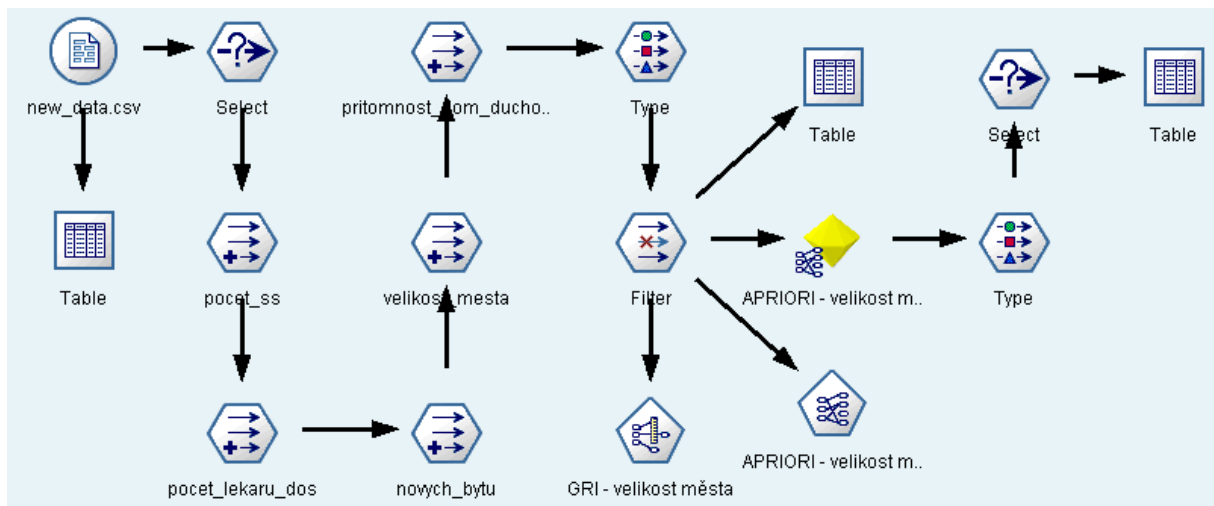 new_data.csv
Select
pritomnost_dom_ducho..
Type
Table
Select
Table
Table
pocet_ss
velikost_mesta
Filter
APRIORI - velikost m..
Type
pocet_lekaru_dos
novych_bytu
GRI - velikost města
APRIORI - velikost m..